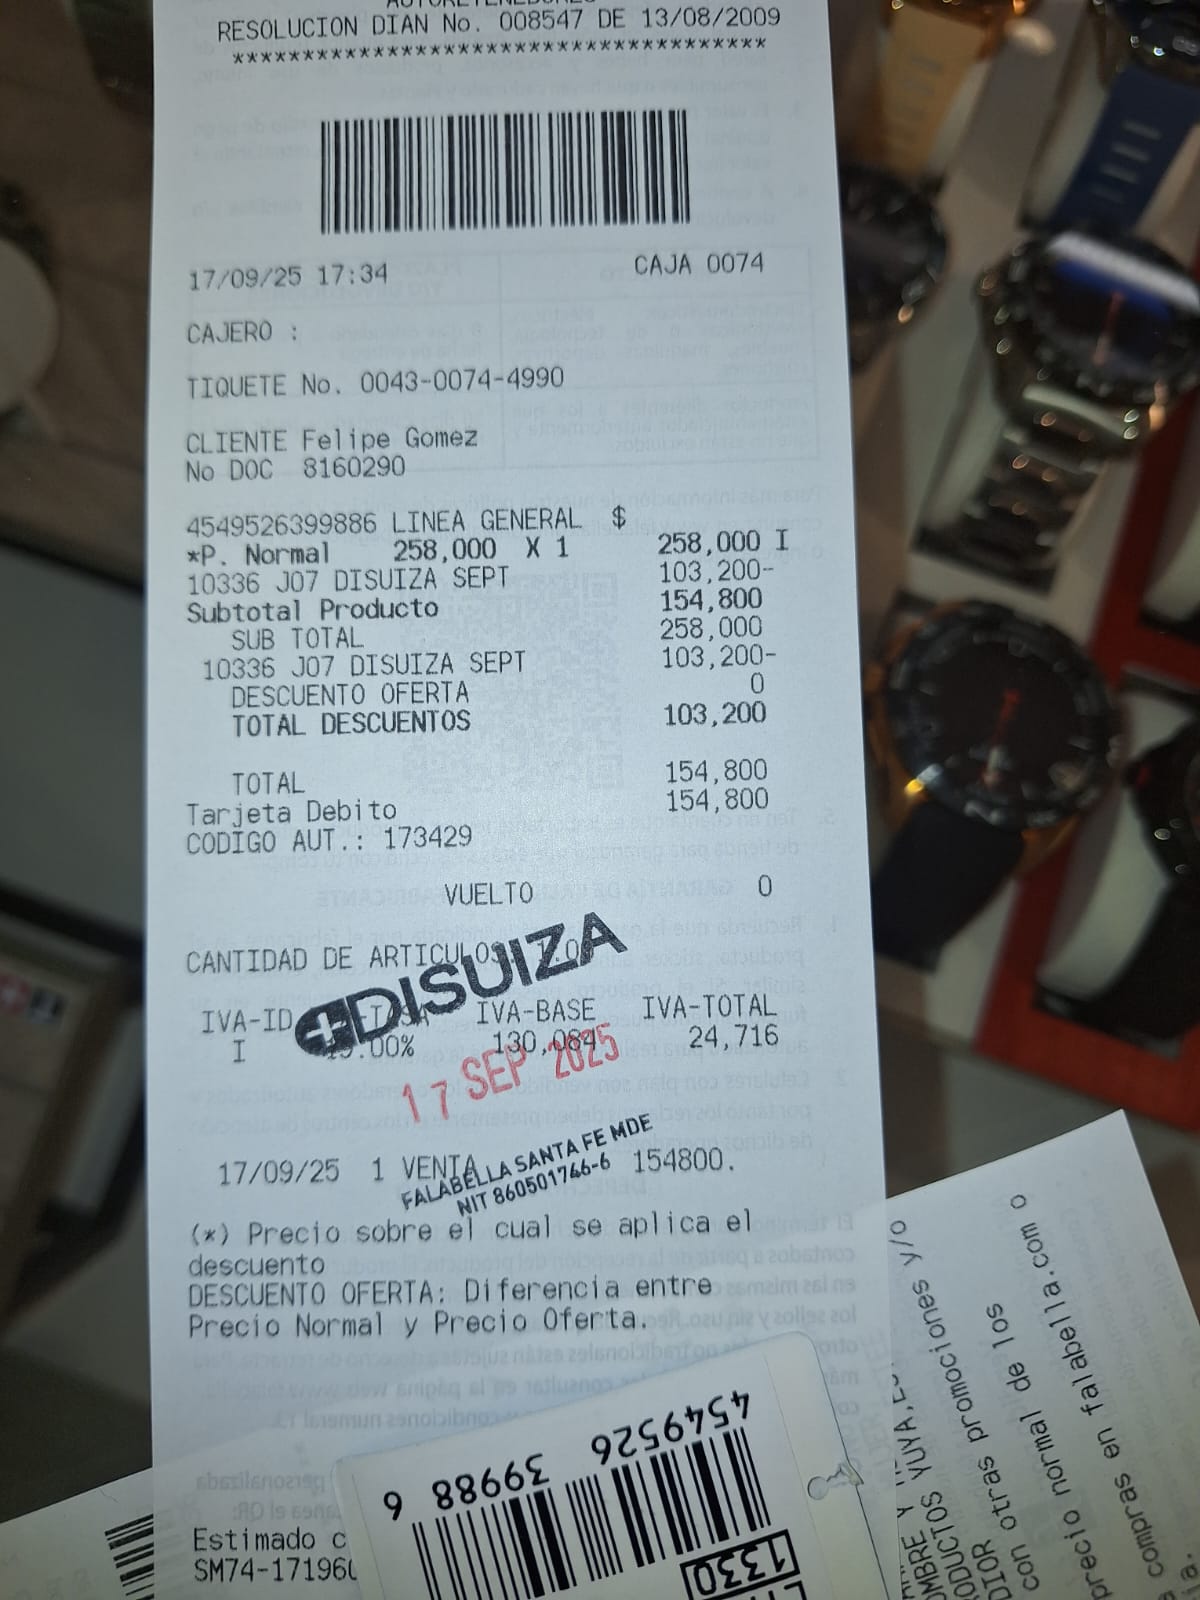 RESOLUCION DIAN No. 008547 DE 13/08/2009
****************************************
17/09/25 17:34 CAJA 0074
CAJERO :
TIQUETE No. 0043-0074-4990
CLIENTE Felipe Gomez
No DOC 8160290
4549526399886 LINEA GENERAL $
*P. Normal 258,000 X 1 258,000 I
10336 J07 DISUIZA SEPT 103,200-
Subtotal Producto 154,800
SUB TOTAL 258,000
10336 J07 DISUIZA SEPT 103,200-
DESCUENTO OFERTA 0
TOTAL DESCUENTOS 103,200
TOTAL 154,800
Tarjeta Debito 154,800
CODIGO AUT.: 173429
VUELTO 0
CANTIDAD DE ARTICULOS
DISUIZA
IVA-ID IVA-BASE IVA-TOTAL
I .00% 130,084 24,716
17 SEP 2025
17/09/25 1 VENTA 154800.
FALABELLA SANTA FE MDE
NIT 860501746-6
(*) Precio sobre el cual se aplica el
descuento
DESCUENTO OFERTA: Diferencia entre
Precio Normal y Precio Oferta.
Estimado c
SM74-171960
4549526 39988 6
1330
con otras promociones y/o
precio normal de los
compras en falabella.com o